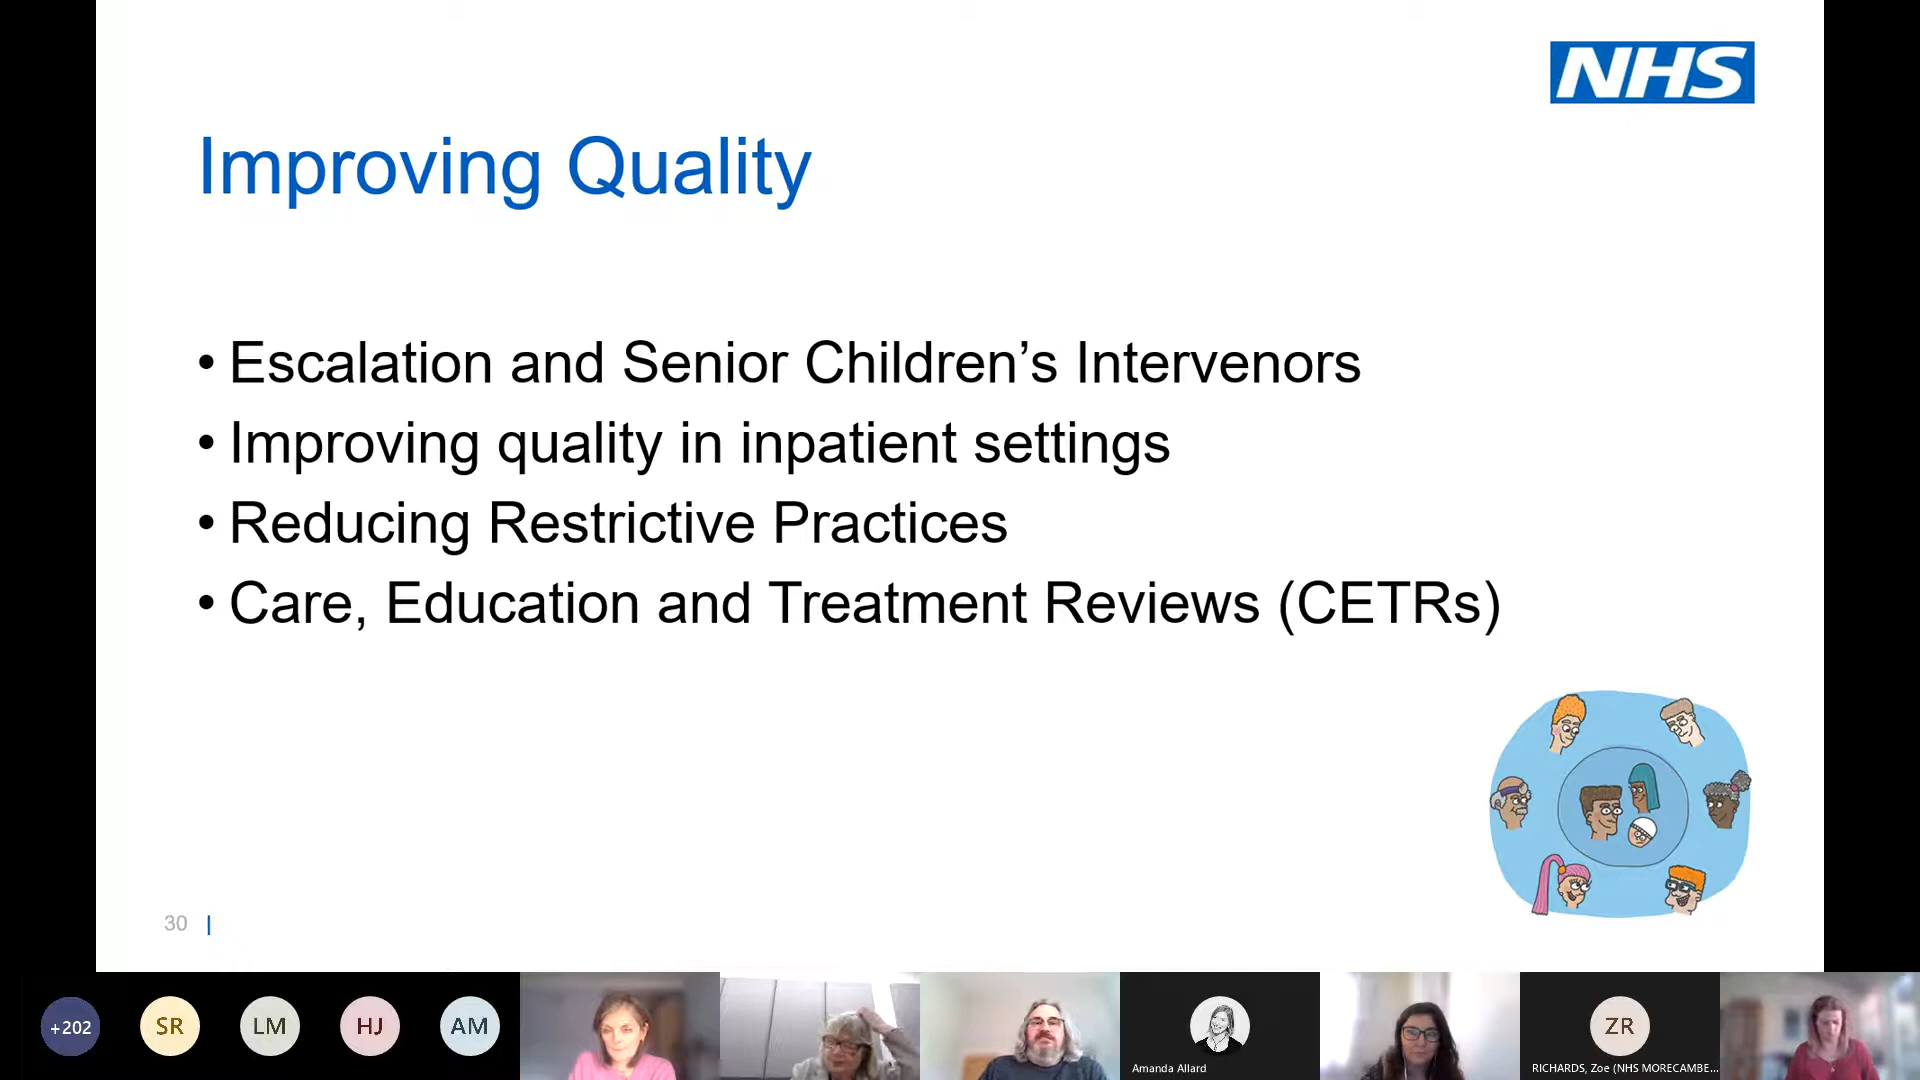 NHS
Improving Quality
• Escalation and Senior Children’s Intervenors
• Improving quality in inpatient settings
• Reducing Restrictive Practices
• Care, Education and Treatment Reviews (CETRs)
30 |
+202
SR
LM
HJ
AM
Amanda Allard
ZR
RICHARDS, Zoe (NHS MORECAMBE...